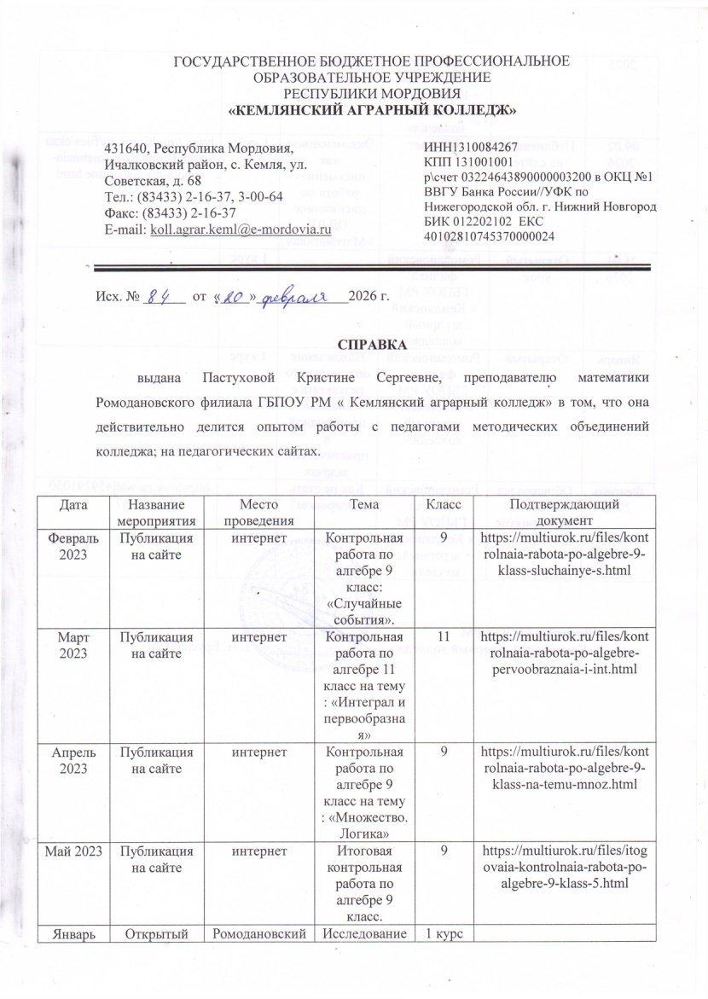 ГОСУДАРСТВЕННОЕ БЮДЖЕТНОЕ ПРОФЕССИОНАЛЬНОЕ
ОБРАЗОВАТЕЛЬНОЕ УЧРЕЖДЕНИЕ
РЕСПУБЛИКИ МОРДОВИЯ
«КЕМЛЯНСКИЙ АГРАРНЫЙ КОЛЛЕДЖ»
431640, Республика Мордовия,
Ичалковский район, с. Кемля, ул.
Советская, д. 68
Тел.: (83433) 2-16-37, 3-00-64
Факс: (83433) 2-16-37
E-mail: koll.agrar.keml@e-mordovia.ru
ИНН1310084267
КПП 131001001
р\счет 03224643890000003200 в ОКЦ №1
ВВГУ Банка России//УФК по
Нижегородской обл. г. Нижний Новгород
БИК 012202102 ЕКС
40102810745370000024
Исх. № 84 от «20» февраля 2026 г.
СПРАВКА
выдана Пастуховой Кристине Сергеевне, преподавателю математики
Ромодановского филиала ГБПОУ РМ « Кемлянский аграрный колледж» в том, что она
действительно делится опытом работы с педагогами методических объединений
колледжа; на педагогических сайтах.
Дата
Название
мероприятия
Место
проведения
Тема
Класс
Подтверждающий
документ
Февраль
2023
Публикация
на сайте
интернет
Контрольная
работа по
алгебре 9
класс:
«Случайные
события».
9
https://multiurok.ru/files/kont
rolnaia-rabota-po-algebre-9-
klass-sluchainye-s.html
Март
2023
Публикация
на сайте
интернет
Контрольная
работа по
алгебре 11
класс на тему
: «Интеграл и
первообразна
я»
11
https://multiurok.ru/files/kont
rolnaia-rabota-po-algebre-
pervoobraznaia-i-int.html
Апрель
2023
Публикация
на сайте
интернет
Контрольная
работа по
алгебре 9
класс на тему
: «Множество.
Логика»
9
https://multiurok.ru/files/kont
rolnaia-rabota-po-algebre-9-
klass-na-temu-mnoz.html
Май 2023
Публикация
на сайте
интернет
Итоговая
контрольная
работа по
алгебре 9
класс.
9
https://multiurok.ru/files/itog
ovaia-kontrolnaia-rabota-po-
algebre-9-klass-5.html
Январь
Открытый
Ромодановский
Исследование
1 курс